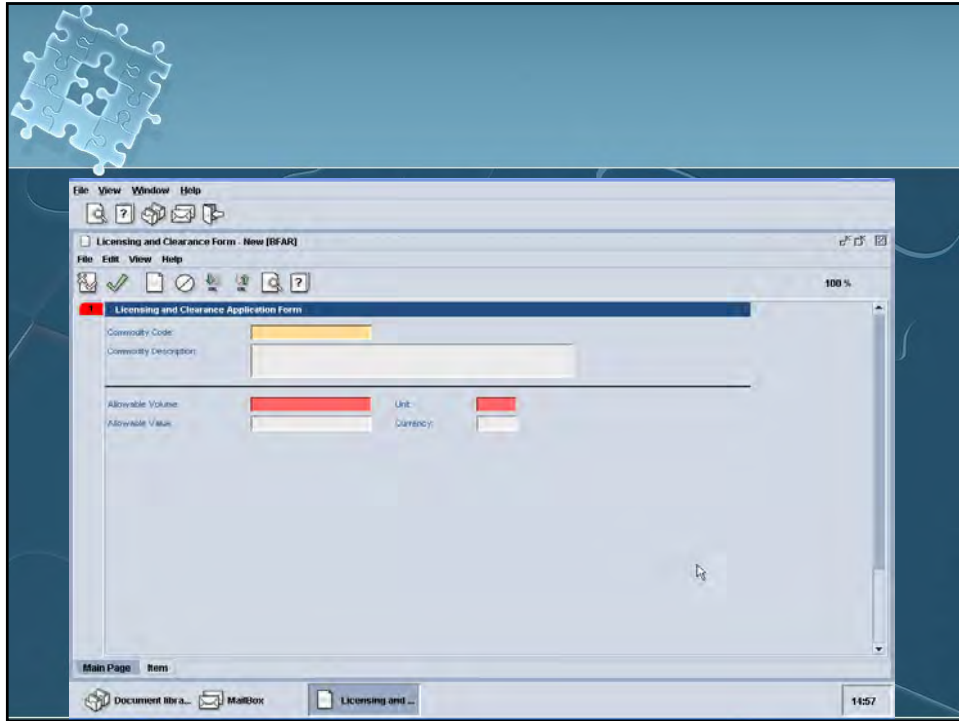 File View Window Help
Licensing and Clearance Form - New [BFAR]
File Edit View Help
100 %
1 Licensing and Clearance Application Form
Commodity Code:
Commodity Description:
Allowable Volume: Unit:
Allowable Value: Currency:
Main Page Item
Document libra... MailBox Licensing and ... 14:57